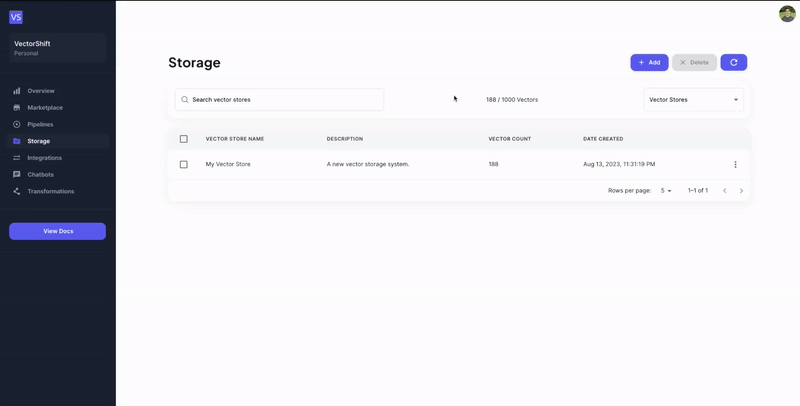 VS
VectorShift
Personal
Overview
Marketplace
Pipelines
Storage
Integrations
Chatbots
Transformations
View Docs
Storage
+ Add
Delete
Search vector stores
188 / 1000 Vectors
Vector Stores
VECTOR STORE NAME DESCRIPTION VECTOR COUNT DATE CREATED
My Vector Store A new vector storage system. 188 Aug 13, 2023, 11:31:19 PM
Rows per page: 5 1–1 of 1